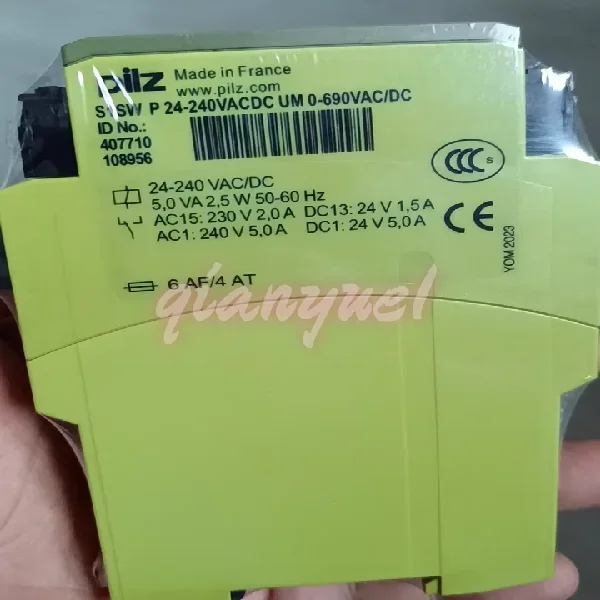 pilz
Made in France
www.pilz.com
S1SW P 24-240VACDC UM 0-690VAC/DC
ID No.:
407710
108956
CCC S
24-240 VAC/DC
5,0 VA 2,5 W 50-60 Hz
AC15: 230 V 2,0 A DC13: 24 V 1,5 A
AC1: 240 V 5,0 A DC1: 24 V 5,0 A
CE
YOM 2023
6 AF/4 AT
qianyuel